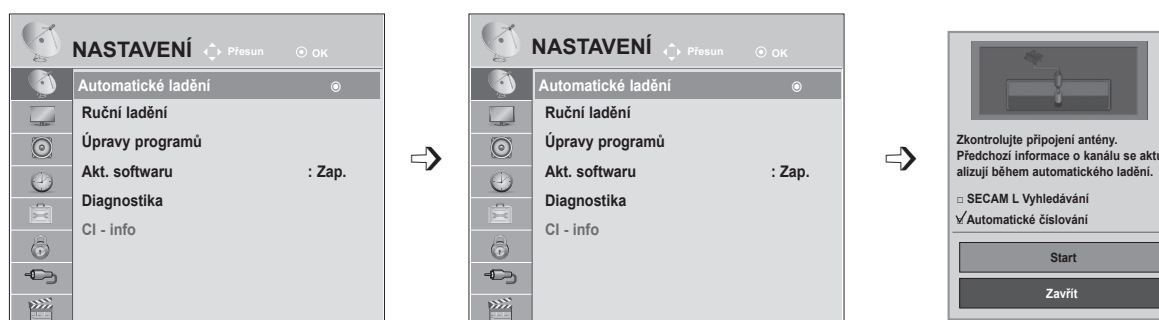 NASTAVENÍ Přesun OK
Automatické ladění
Ruční ladění
Úpravy programů
Akt. softwaru : Zap.
Diagnostika
CI - info
NASTAVENÍ Přesun OK
Automatické ladění
Ruční ladění
Úpravy programů
Akt. softwaru : Zap.
Diagnostika
CI - info
Zkontrolujte připojení antény.
Předchozí informace o kanálu se aktu
alizují během automatického ladění.
SECAM L Vyhledávání
Automatické číslování
Start
Zavřít